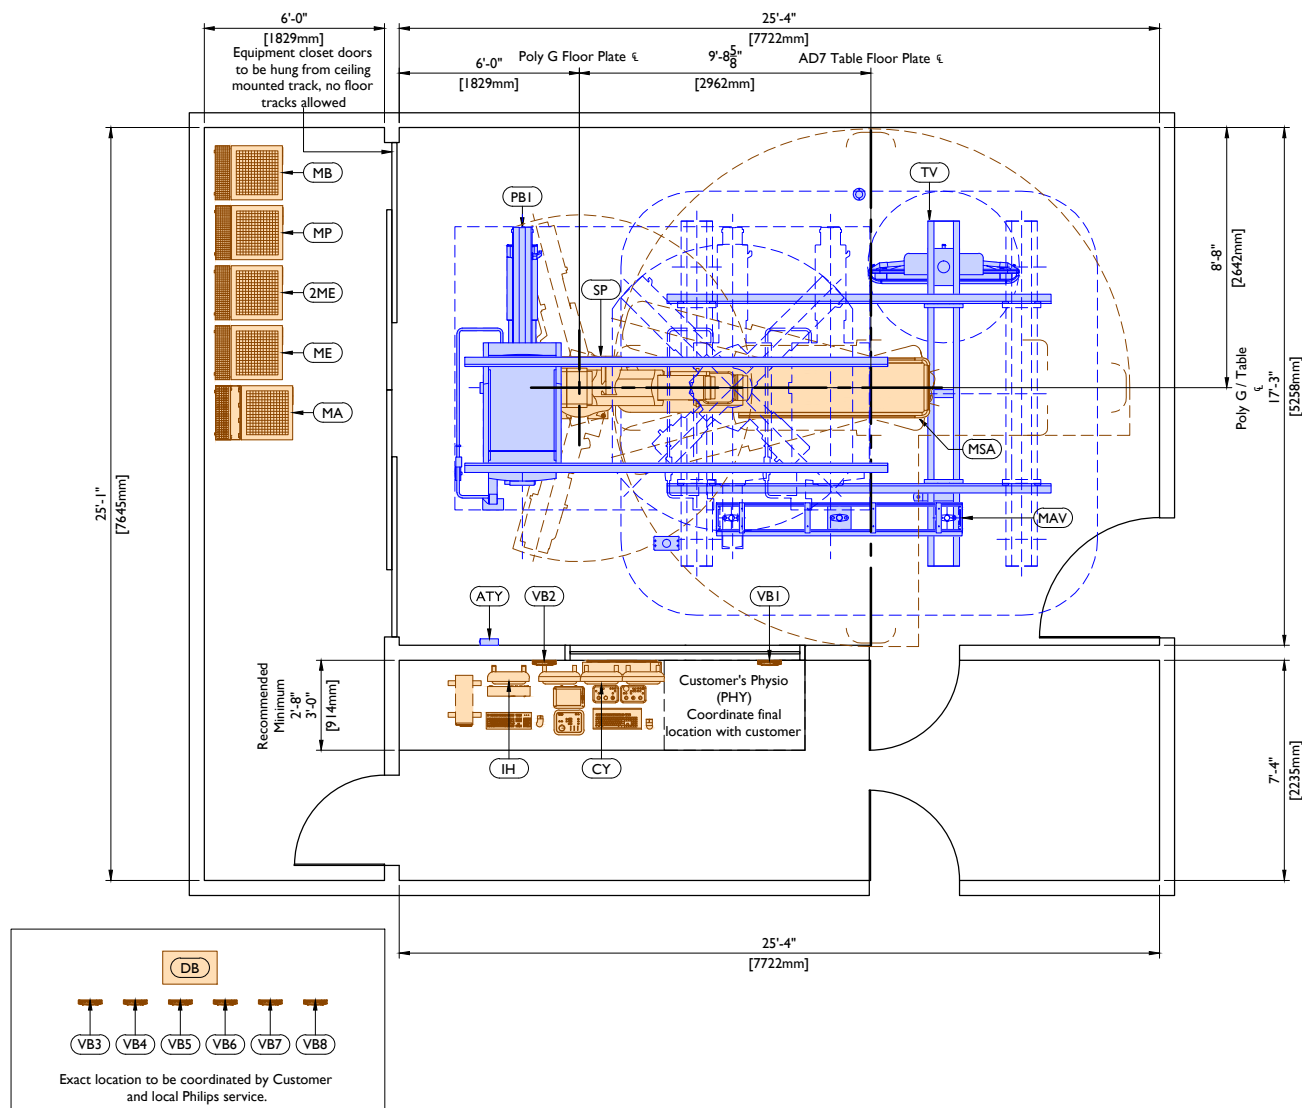 6'-0"
[1829mm]
25'-4"
[7722mm]
Equipment closet doors
to be hung from ceiling
mounted track, no floor
tracks allowed
6'-0"
[1829mm]
Poly G Floor Plate ℄
9'-8 5/8"
[2962mm]
AD7 Table Floor Plate ℄
MB
MP
2ME
ME
MA
PB1
SP
TV
MSA
MAV
8'-8"
[2642mm]
Poly G / Table
℄
17'-3"
[5258mm]
25'-1"
[7645mm]
ATY
VB2
VB1
Recommended
Minimum
2'-8"
3'-0"
[914mm]
Customer's Physio
(PHY)
Coordinate final
location with customer
IH
CY
7'-4"
[2235mm]
25'-4"
[7722mm]
DB
VB3
VB4
VB5
VB6
VB7
VB8
Exact location to be coordinated by Customer
and local Philips service.